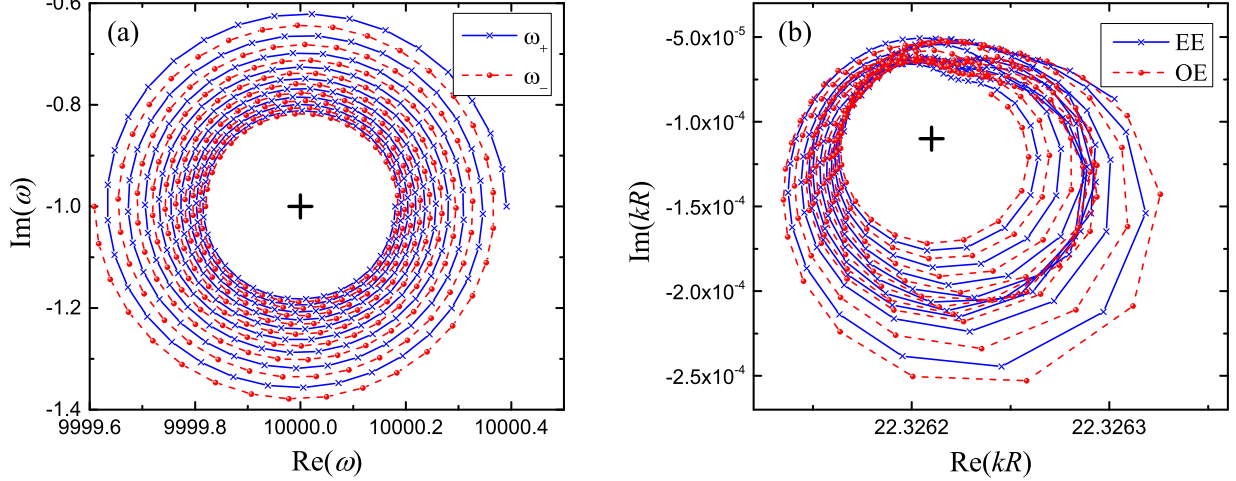 (a)
ω+
ω−
-0.6
-0.8
-1.0
-1.2
-1.4
Im(ω)
9999.6 9999.8 10000.0 10000.2 10000.4
Re(ω)
(b)
EE
OE
-5.0x10-5
-1.0x10-4
-1.5x10-4
-2.0x10-4
-2.5x10-4
Im(kR)
22.3262 22.3263
Re(kR)